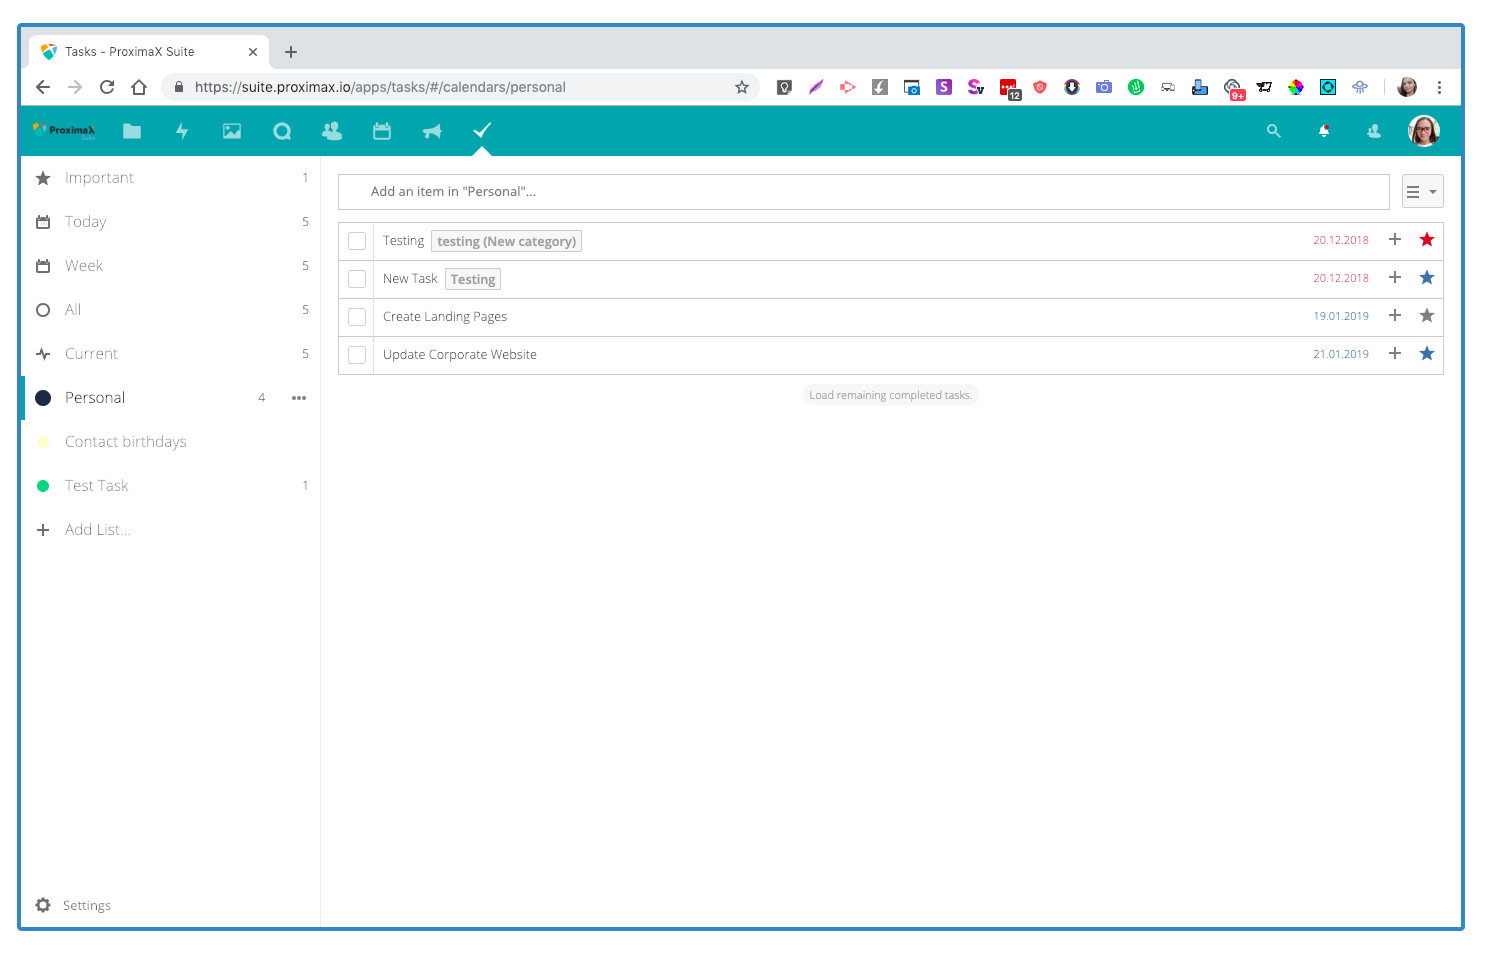 Tasks - ProximaX Suite
https://suite.proximax.io/apps/tasks/#/calendars/personal
12
9+
ProximaX
Suite
Important 1
Today 5
Week 5
All 5
Current 5
Personal 4
Contact birthdays
Test Task 1
Add List...
Settings
Add an item in "Personal"...
Testing testing (New category) 20.12.2018
New Task Testing 20.12.2018
Create Landing Pages 19.01.2019
Update Corporate Website 21.01.2019
Load remaining completed tasks.